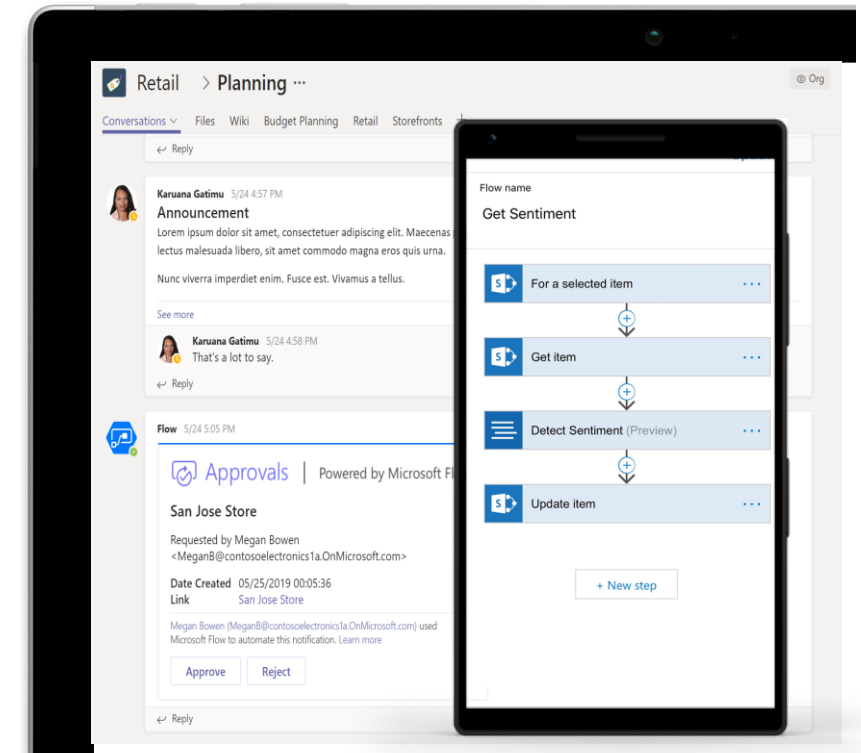 Retail > Planning ···
Org
Conversations Files Wiki Budget Planning Retail Storefronts +
Reply
Karuana Gatimu 5/24 4:57 PM
Announcement
Lorem ipsum dolor sit amet, consectetuer adipiscing elit. Maecenas
lectus malesuada libero, sit amet commodo magna eros quis urna.
Nunc viverra imperdiet enim. Fusce est. Vivamus a tellus.
See more
Karuana Gatimu 5/24 4:58 PM
That's a lot to say.
Reply
Flow 5/24 5:05 PM
Approvals | Powered by Microsoft Fl
San Jose Store
Requested by Megan Bowen
<MeganB@contosoelectronics1a.OnMicrosoft.com>
Date Created 05/25/2019 00:05:36
Link San Jose Store
Megan Bowen (MeganB@contosoelectronics1a.OnMicrosoft.com) used
Microsoft Flow to automate this notification. Learn more
Approve Reject
Reply
Flow name
Get Sentiment
S For a selected item ···
S Get item ···
Detect Sentiment (Preview) ···
S Update item ···
+ New step